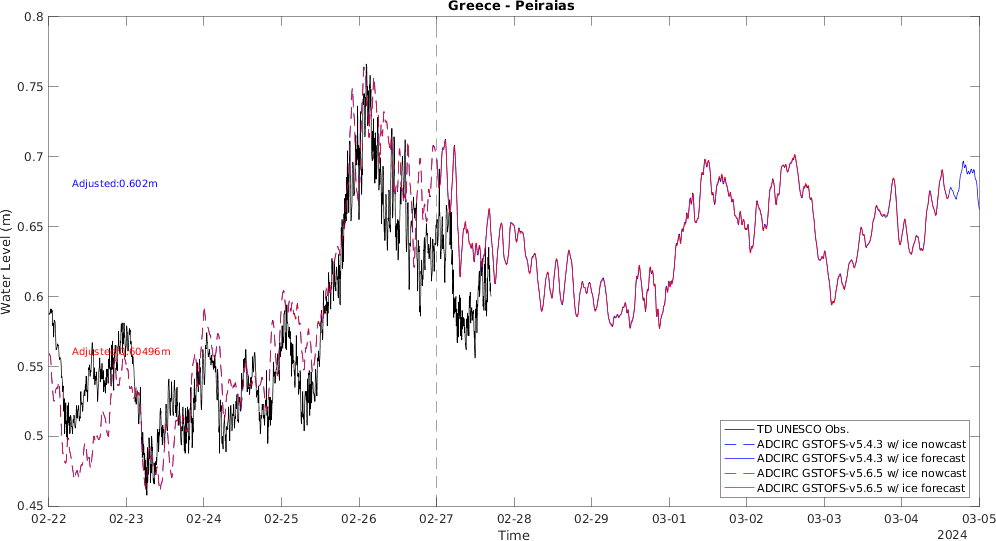 Greece - Peiraias
0.8
0.75
0.7
0.65
0.6
0.55
0.5
0.45
Water Level (m)
Adjusted:0.602m
Adjusted:0.60496m
TD UNESCO Obs.
ADCIRC GSTOFS-v5.4.3 w/ ice nowcast
ADCIRC GSTOFS-v5.4.3 w/ ice forecast
ADCIRC GSTOFS-v5.6.5 w/ ice nowcast
ADCIRC GSTOFS-v5.6.5 w/ ice forecast
02-22 02-23 02-24 02-25 02-26 02-27 02-28 02-29 03-01 03-02 03-03 03-04 03-05
Time
2024